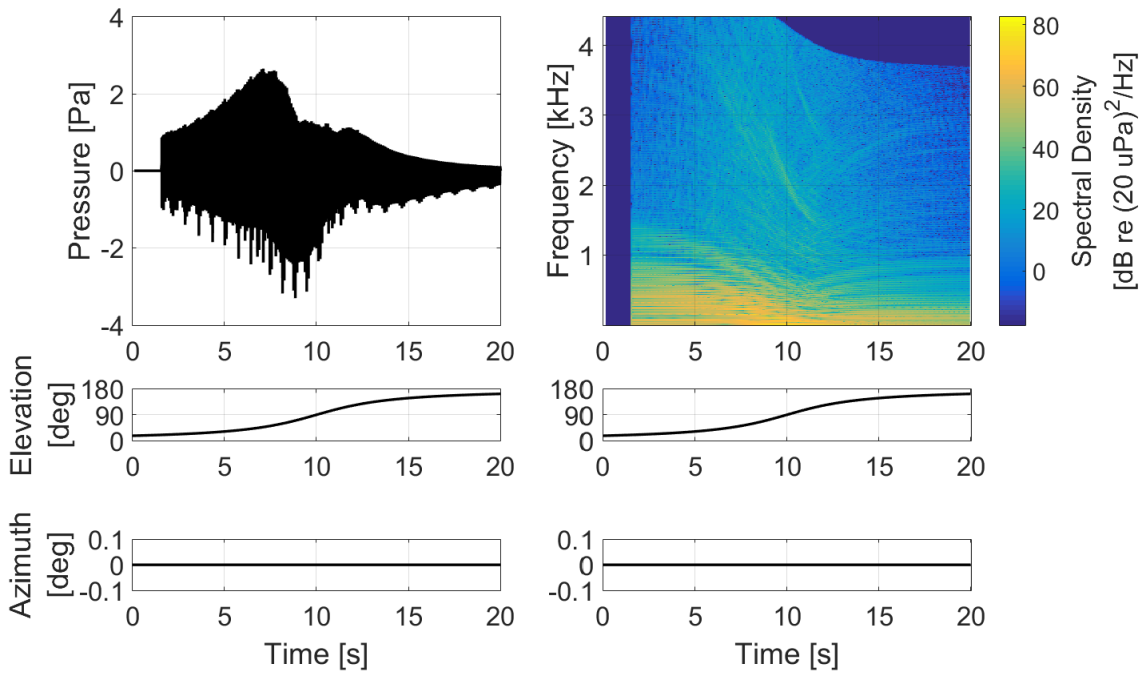 4
2
0
-2
-4
Pressure [Pa]
0 5 10 15 20
4
3
2
1
Frequency [kHz]
0 5 10 15 20
80
60
40
20
0
Spectral Density
[dB re (20 uPa)^2/Hz]
180
90
0
Elevation
[deg]
0 5 10 15 20
180
90
0
0 5 10 15 20
0.1
0
-0.1
Azimuth
[deg]
0 5 10 15 20
Time [s]
0.1
0
-0.1
0 5 10 15 20
Time [s]